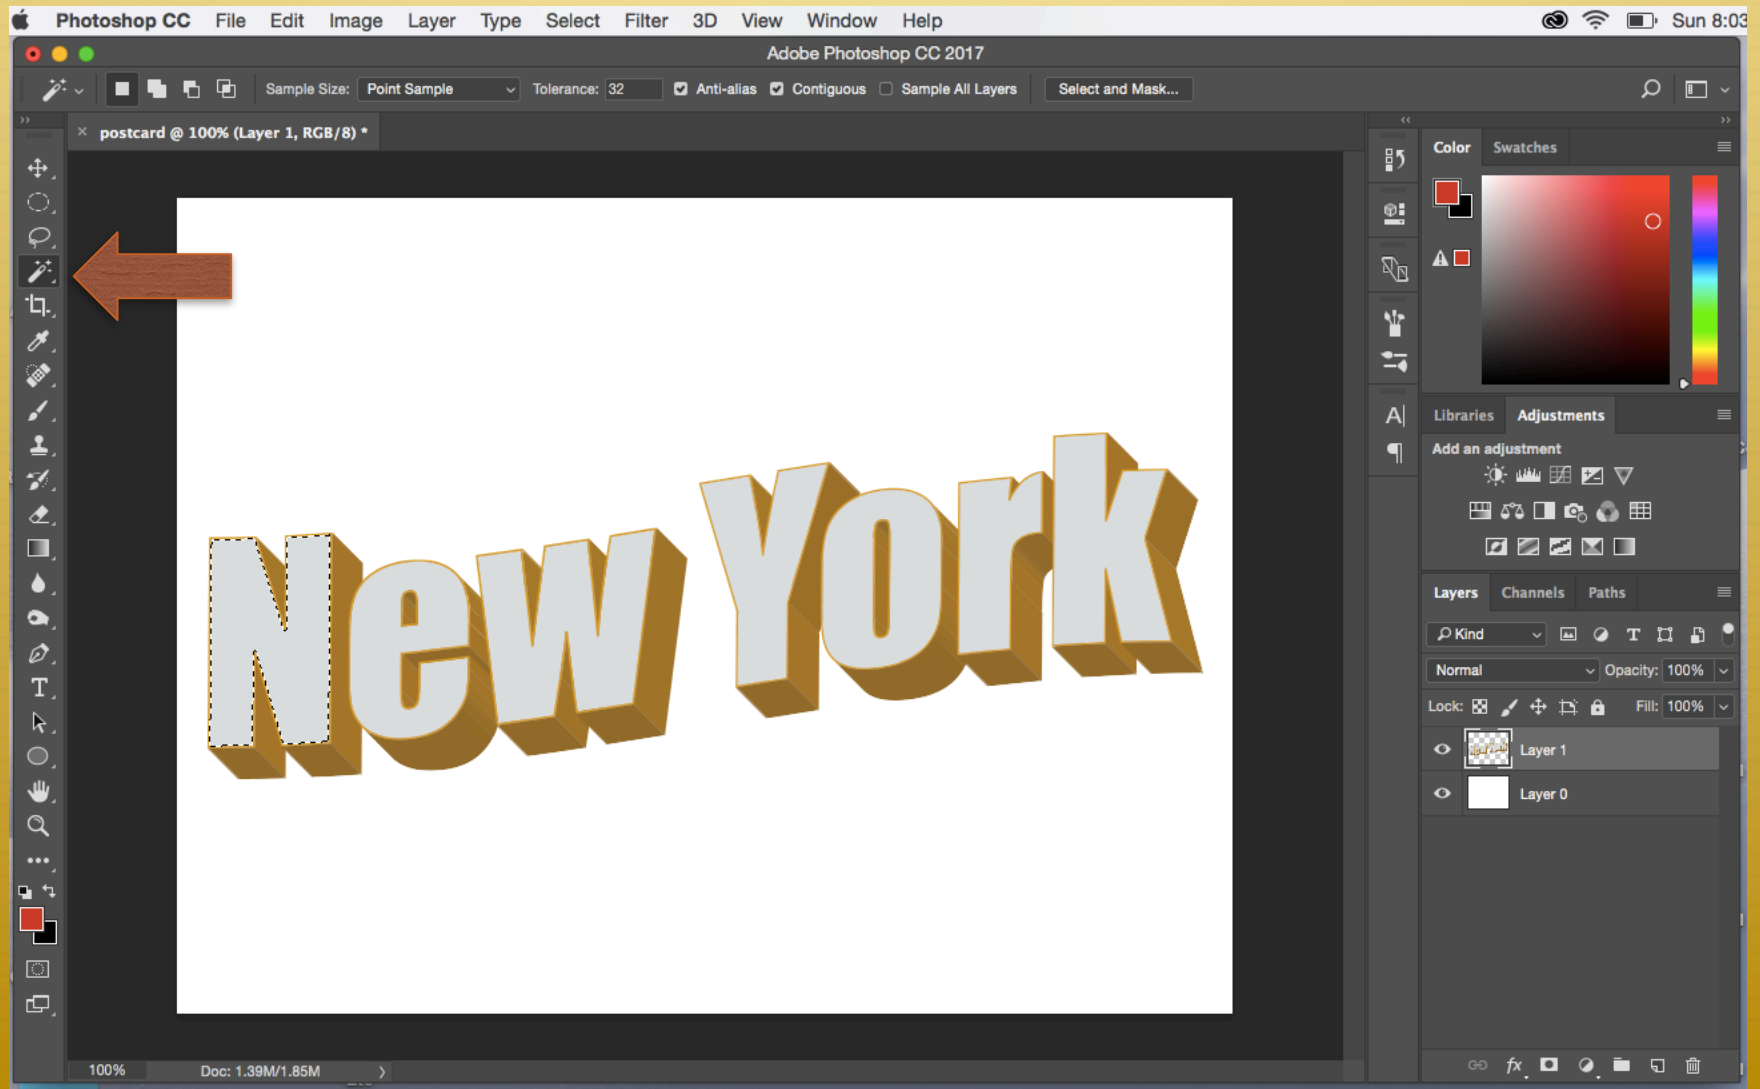 Photoshop CC File Edit Image Layer Type Select Filter 3D View Window Help Sun 8:03
Adobe Photoshop CC 2017
Sample Size: Point Sample Tolerance: 32 Anti-alias Contiguous Sample All Layers Select and Mask...
× postcard @ 100% (Layer 1, RGB/8) *
Color Swatches
Libraries Adjustments
Add an adjustment
New York
Layers Channels Paths
Kind
Normal Opacity: 100%
Lock: Fill: 100%
Layer 1
Layer 0
fx
100% Doc: 1.39M/1.85M